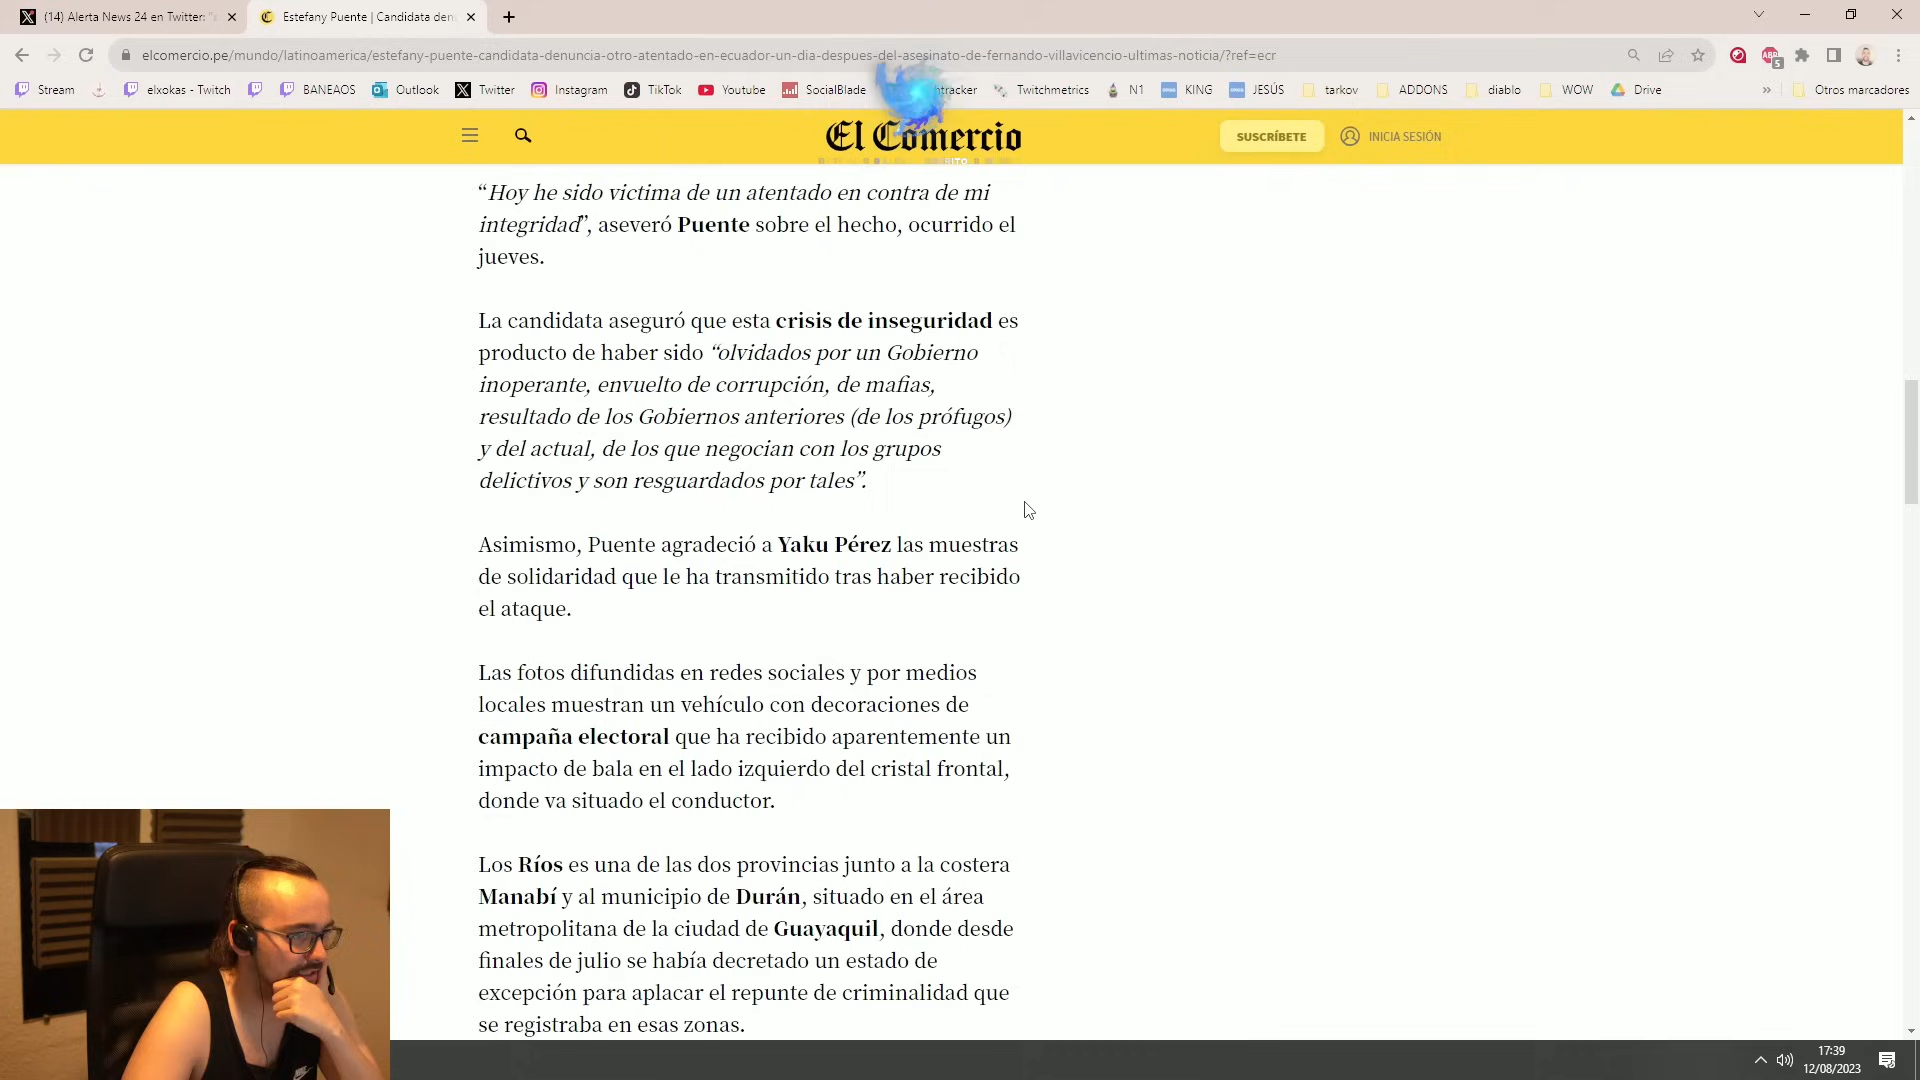 (14) Alerta News 24 en Twitter: "
Estefany Puente | Candidata den
elcomercio.pe/mundo/latinoamerica/estefany-puente-candidata-denuncia-otro-atentado-en-ecuador-un-dia-despues-del-asesinato-de-fernando-villavicencio-ultimas-noticia/?ref=ecr
ABP
5
Stream
elxokas - Twitch
BANEAOS
Outlook
Twitter
Instagram
TikTok
Youtube
SocialBlade
Twitchmetrics
N1
KING
JESÚS
tarkov
ADDONS
diablo
WOW
Drive
»
Otros marcadores
El Comercio
SUSCRÍBETE
INICIA SESIÓN
“Hoy he sido victima de un atentado en contra de mi
integridad”, aseveró Puente sobre el hecho, ocurrido el
jueves.
La candidata aseguró que esta crisis de inseguridad es
producto de haber sido “olvidados por un Gobierno
inoperante, envuelto de corrupción, de mafias,
resultado de los Gobiernos anteriores (de los prófugos)
y del actual, de los que negocian con los grupos
delictivos y son resguardados por tales”.
Asimismo, Puente agradeció a Yaku Pérez las muestras
de solidaridad que le ha transmitido tras haber recibido
el ataque.
Las fotos difundidas en redes sociales y por medios
locales muestran un vehículo con decoraciones de
campaña electoral que ha recibido aparentemente un
impacto de bala en el lado izquierdo del cristal frontal,
donde va situado el conductor.
Los Ríos es una de las dos provincias junto a la costera
Manabí y al municipio de Durán, situado en el área
metropolitana de la ciudad de Guayaquil, donde desde
finales de julio se había decretado un estado de
excepción para aplacar el repunte de criminalidad que
se registraba en esas zonas.
17:39
12/08/2023